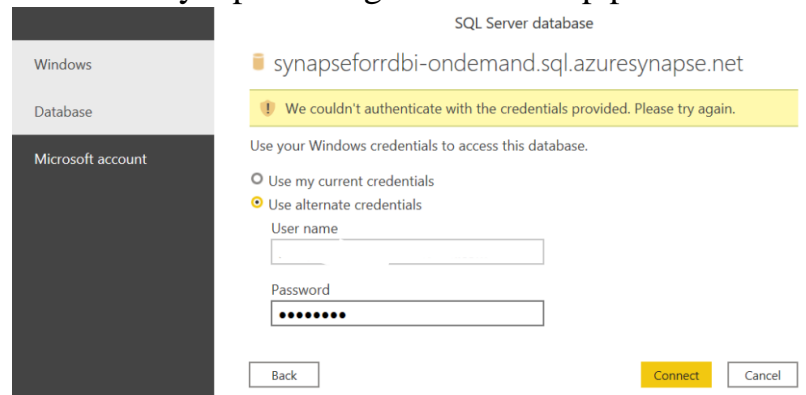 SQL Server database
Windows
Database
Microsoft account
synapseforrdbi-ondemand.sql.azuresynapse.net
We couldn't authenticate with the credentials provided. Please try again.
Use your Windows credentials to access this database.
Use my current credentials
Use alternate credentials
User name
Password
Back
Connect
Cancel